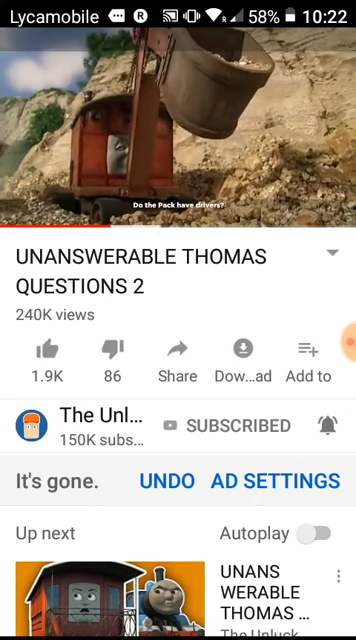 Lycamobile R R 58% 10:22
Do the Pack have drivers?
UNANSWERABLE THOMAS
QUESTIONS 2
240K views
1.9K 86 Share Dow...ad Add to
The Unl...
SUBSCRIBED
150K subs...
It's gone. UNDO AD SETTINGS
Up next Autoplay
UNANS
WERABLE
THOMAS ...
The Unluck